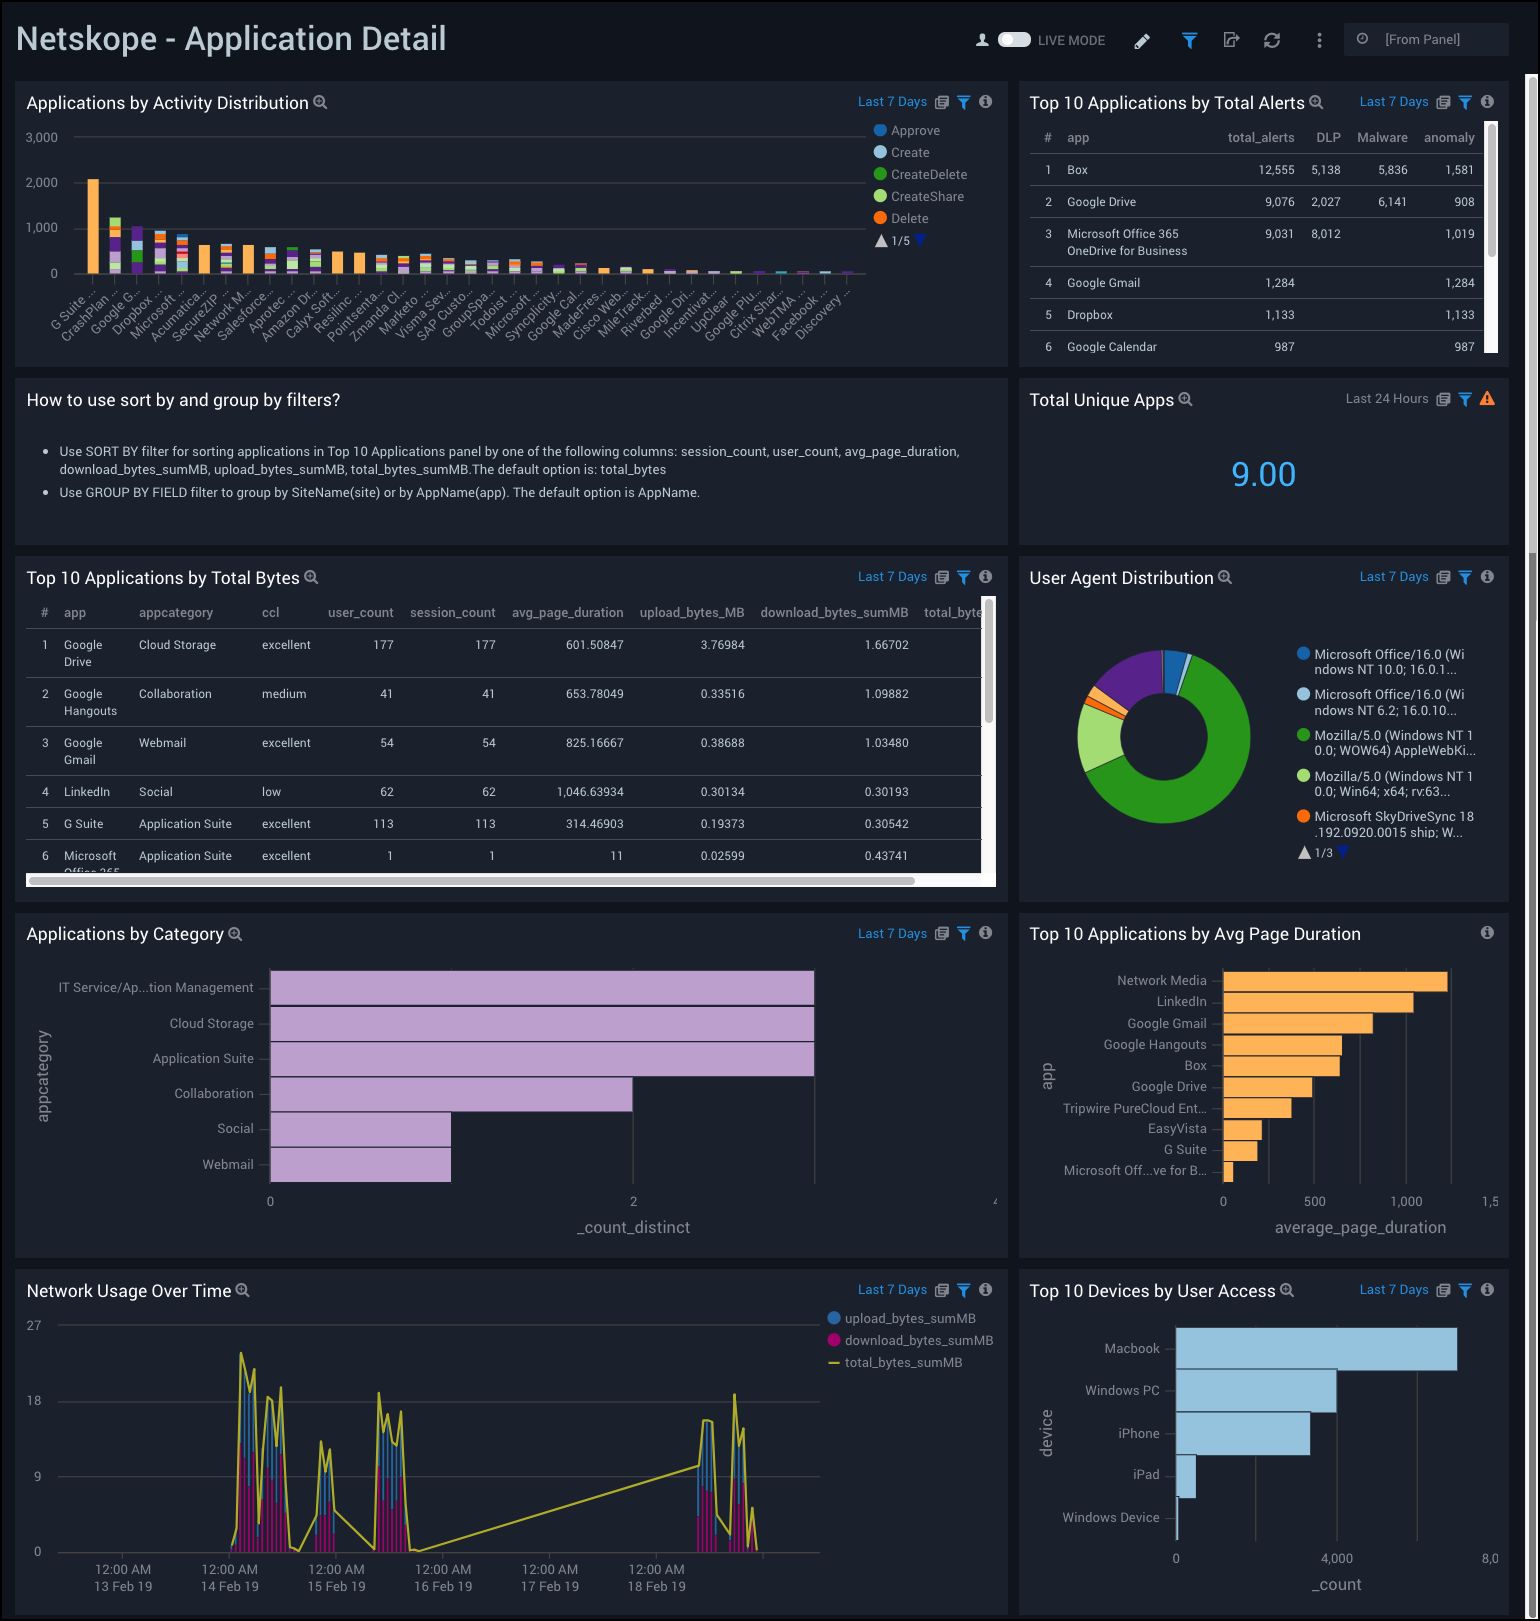 Netskope - Application Detail
LIVE MODE
[From Panel]
Applications by Activity Distribution
Last 7 Days
3,000
2,000
1,000
0
G Suite ...
CrashPlan ...
Google G...
Dropbox ...
Microsoft...
Acumatica...
SecureZIP ...
Network M...
Salesforce...
Aprotec ...
Amazon Dr...
Calyx Soft...
Resilinc ...
Pointsenta...
Zmanda Cl...
Marketo ...
Visma Sev...
SAP Custo...
GroupSpa...
Todoist ...
Microsoft ...
Syncplicity...
Google Cal...
MadeFres...
Cisco Web...
MileTrack...
Riverbed ...
Google Dri...
Incentivat...
UpClear ...
Google Plu...
Citrix Shar...
WebTMA ...
Facebook ...
Discovery ...
Approve
Create
CreateDelete
CreateShare
Delete
1/5
Top 10 Applications by Total Alerts
Last 7 Days
# app total_alerts DLP Malware anomaly
1 Box 12,555 5,138 5,836 1,581
2 Google Drive 9,076 2,027 6,141 908
3 Microsoft Office 365 9,031 8,012 1,019
OneDrive for Business
4 Google Gmail 1,284 1,284
5 Dropbox 1,133 1,133
6 Google Calendar 987 987
How to use sort by and group by filters?
Use SORT BY filter for sorting applications in Top 10 Applications panel by one of the following columns: session_count, user_count, avg_page_duration,
download_bytes_sumMB, upload_bytes_sumMB, total_bytes_sumMB.The default option is: total_bytes
Use GROUP BY FIELD filter to group by SiteName(site) or by AppName(app). The default option is AppName.
Total Unique Apps
Last 24 Hours
9.00
Top 10 Applications by Total Bytes
Last 7 Days
# app appcategory ccl user_count session_count avg_page_duration upload_bytes_MB download_bytes_sumMB total_byte
1 Google Cloud Storage excellent 177 177 601.50847 3.76984 1.66702
Drive
2 Google Collaboration medium 41 41 653.78049 0.33516 1.09882
Hangouts
3 Google Webmail excellent 54 54 825.16667 0.38688 1.03480
Gmail
4 LinkedIn Social low 62 62 1,046.63934 0.30134 0.30193
5 G Suite Application Suite excellent 113 113 314.46903 0.19373 0.30542
6 Microsoft Application Suite excellent 1 1 11 0.02599 0.43741
Office 365
User Agent Distribution
Last 7 Days
Microsoft Office/16.0 (Wi
ndows NT 10.0; 16.0.1...
Microsoft Office/16.0 (Wi
ndows NT 6.2; 16.0.10...
Mozilla/5.0 (Windows NT 1
0.0; WOW64) AppleWebKi...
Mozilla/5.0 (Windows NT 1
0.0; Win64; x64; rv:63...
Microsoft SkyDriveSync 18
.192.0920.0015 ship; W...
1/3
Applications by Category
Last 7 Days
appcategory
IT Service/Ap...tion Management
Cloud Storage
Application Suite
Collaboration
Social
Webmail
0 2 4
_count_distinct
Top 10 Applications by Avg Page Duration
app
Network Media
LinkedIn
Google Gmail
Google Hangouts
Box
Google Drive
Tripwire PureCloud Ent...
EasyVista
G Suite
Microsoft Off...ve for B...
0 500 1,000 1,5
average_page_duration
Network Usage Over Time
Last 7 Days
27
18
9
0
12:00 AM 12:00 AM 12:00 AM 12:00 AM 12:00 AM 12:00 AM
13 Feb 19 14 Feb 19 15 Feb 19 16 Feb 19 17 Feb 19 18 Feb 19
upload_bytes_sumMB
download_bytes_sumMB
total_bytes_sumMB
Top 10 Devices by User Access
Last 7 Days
device
Macbook
Windows PC
iPhone
iPad
Windows Device
0 4,000 8,0
_count